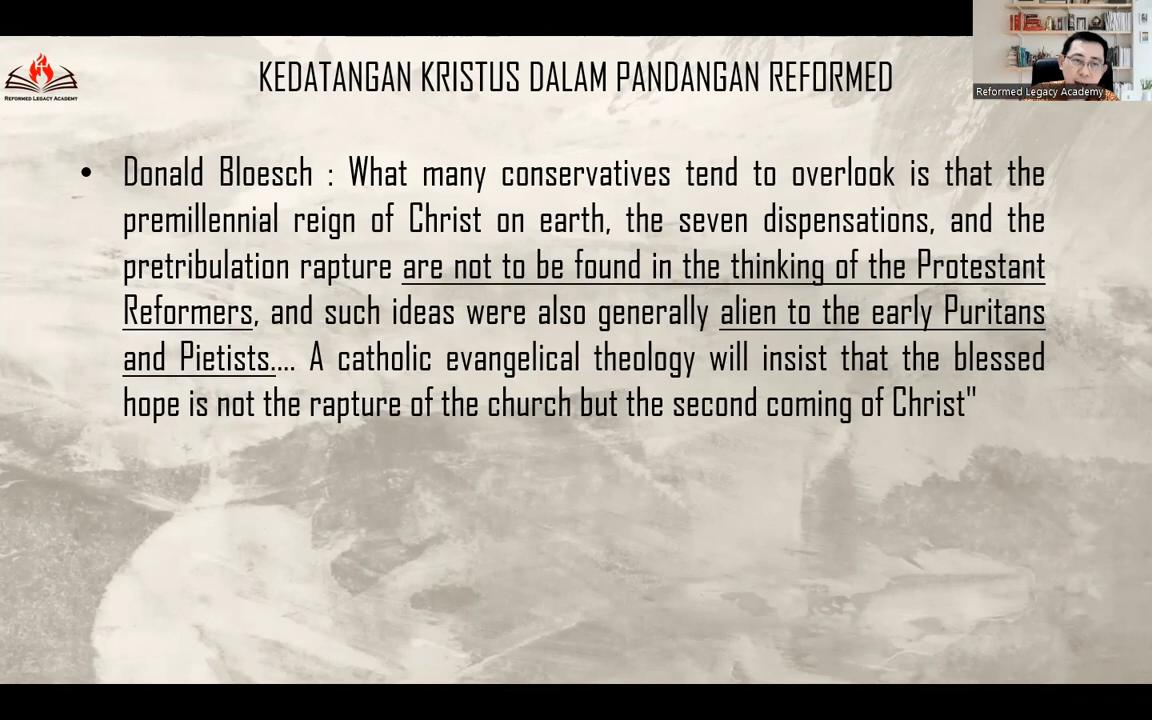 KEDATANGAN KRISTUS DALAM PANDANGAN REFORMED
REFORMED LEGACY ACADEMY
Reformed Legacy Academy
• Donald Bloesch : What many conservatives tend to overlook is that the
premillennial reign of Christ on earth, the seven dispensations, and the
pretribulation rapture are not to be found in the thinking of the Protestant
Reformers, and such ideas were also generally alien to the early Puritans
and Pietists.... A catholic evangelical theology will insist that the blessed
hope is not the rapture of the church but the second coming of Christ"